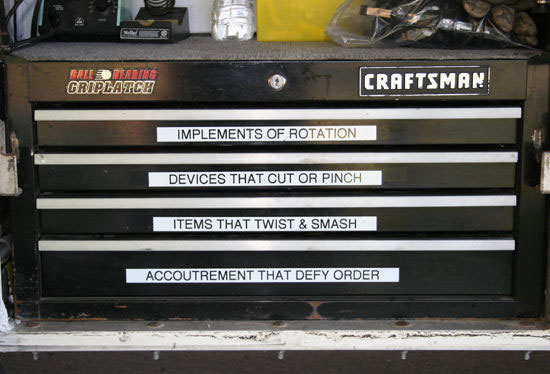 BALL BEARING
GRIPLATCH
CRAFTSMAN
IMPLEMENTS OF ROTATION
DEVICES THAT CUT OR PINCH
ITEMS THAT TWIST & SMASH
ACCOUTREMENT THAT DEFY ORDER